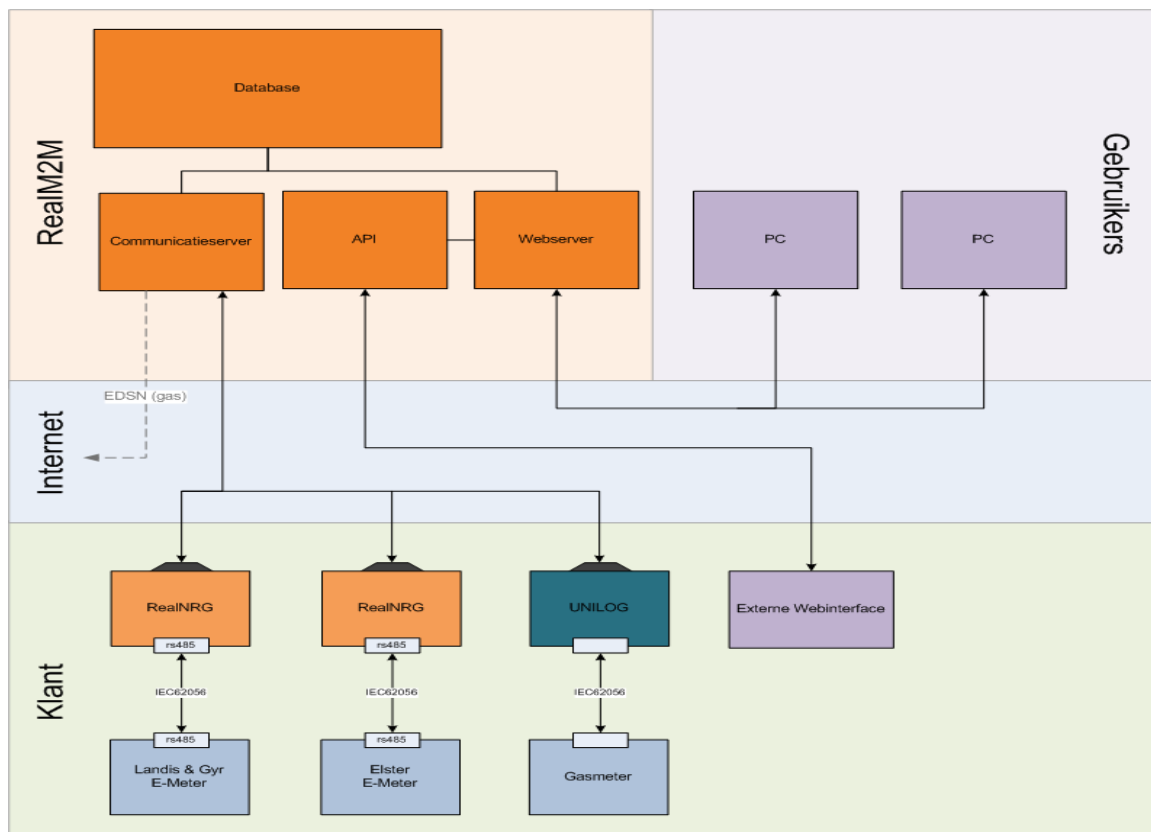 RealM2M
Database
Communicatieserver
API
Webserver
Gebruikers
PC
PC
Internet
EDSN (gas)
Klant
RealNRG
rs485
IEC62056
rs485
Landis & Gyr
E-Meter
RealNRG
rs485
IEC62056
rs485
Elster
E-Meter
UNILOG
IEC62056
Gasmeter
Externe Webinterface